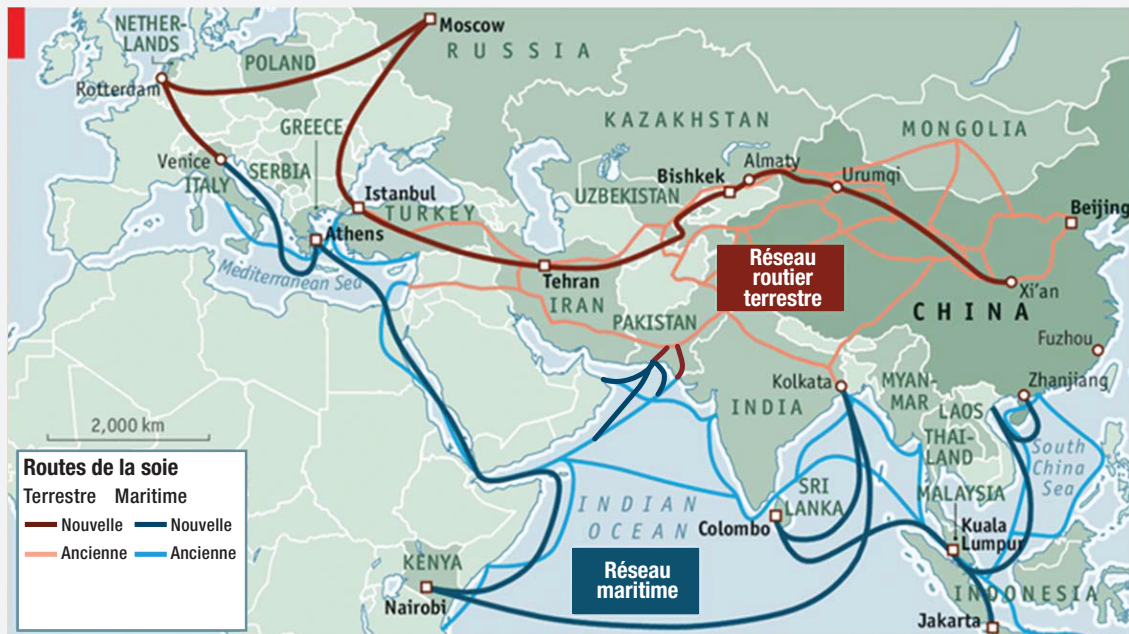 NETHER-
LANDS
Moscow
RUSSIA
POLAND
Rotterdam
KAZAKHSTAN
MONGOLIA
GREECE
Venice
ITALY
SERBIA
Almaty
Bishkek
Urumqi
UZBEKISTAN
Istanbul
TURKEY
Beijing
Athens
Réseau
routier
terrestre
Mediterranean Sea
Tehran
IRAN
Xi'an
CHINA
PAKISTAN
Fuzhou
Kolkata
MYAN-
MAR
Zhanjiang
INDIA
LAOS
2,000 km
THAI-
LAND
South
China
Sea
Routes de la soie
Terrestre Maritime
Nouvelle Nouvelle
Ancienne Ancienne
SRI
LANKA
MALAYSIA
INDIAN
OCEAN
Colombo
Kuala
Lumpur
KENYA
Réseau
maritime
INDONESIA
Nairobi
Jakarta